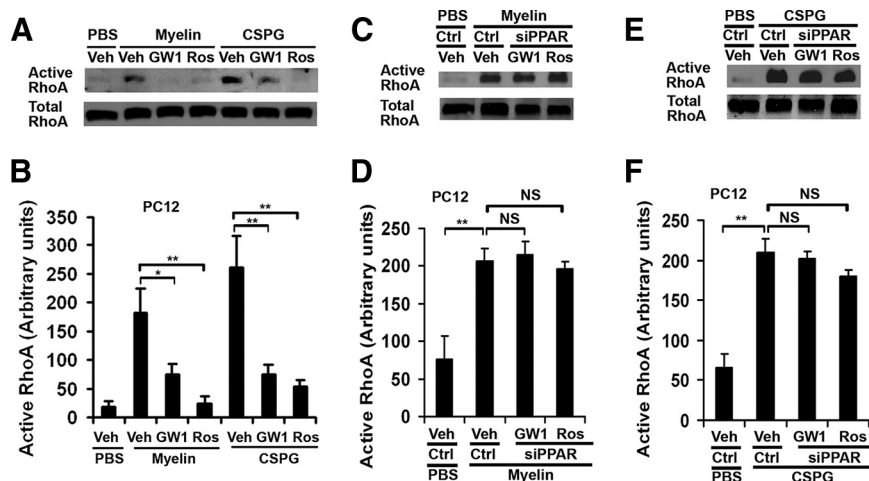 A
PBS Myelin CSPG
Veh Veh GW1 Ros Veh GW1 Ros
Active RhoA
Total RhoA
B
PC12
Active RhoA (Arbitrary units)
350
300
250
200
150
100
50
0
**
*
**
**
Veh Veh GW1 Ros Veh GW1 Ros
PBS Myelin CSPG
C
PBS Myelin
Ctrl Ctrl siPPAR
Veh Veh GW1 Ros
Active RhoA
Total RhoA
D
PC12
Active RhoA (Arbitrary units)
250
200
150
100
50
0
NS
** NS
Veh Veh GW1 Ros
Ctrl Ctrl siPPAR
PBS Myelin
E
PBS CSPG
Ctrl Ctrl siPPAR
Veh Veh GW1 Ros
Active RhoA
Total RhoA
F
PC12
Active RhoA (Arbitrary units)
250
200
150
100
50
0
NS
** NS
Veh Veh GW1 Ros
Ctrl Ctrl siPPAR
PBS CSPG